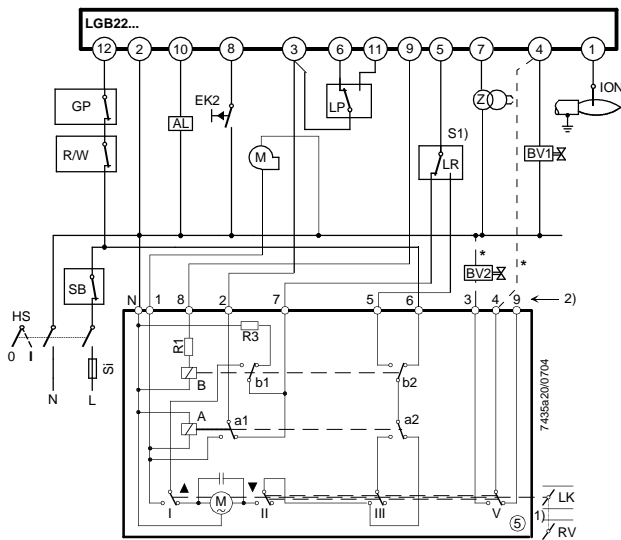 LGB22...
12 2 10 8 3 6 11 9 5 7 4 1
GP
EK2
LP
Z
ION
AL
S1)
R/W
M
LR
BV1
*
*
SB
BV2
HS
N 1 8 2 7 5 6 3 4 9 2)
0 I
Si
R3
R1
N L
B b1 b2
A a1 a2
7435a20/0704
M
I II III V
LK
5
1)
RV